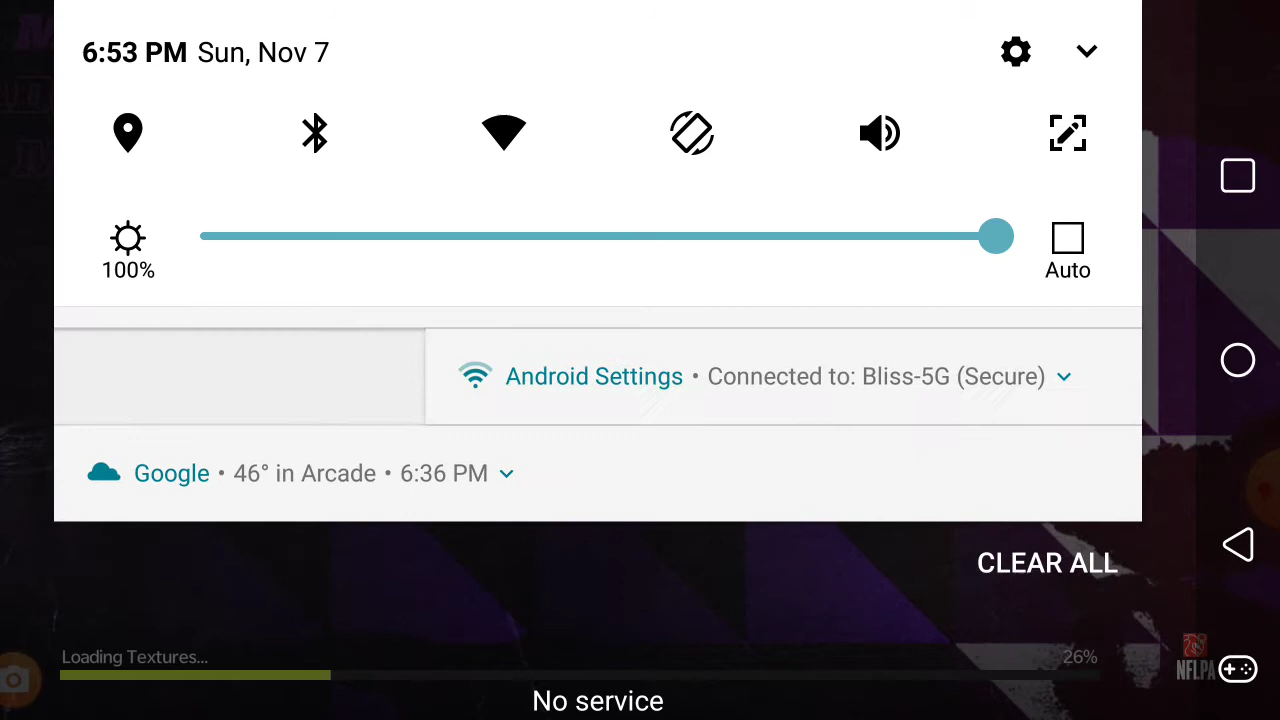 6:53 PM Sun, Nov 7
100%
Auto
Android Settings • Connected to: Bliss-5G (Secure)
Google • 46° in Arcade • 6:36 PM
CLEAR ALL
Loading Textures... 26%
NFLPA
No service